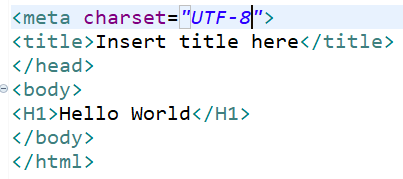 <meta charset="UTF-8">
<title>Insert title here</title>
</head>
<body>
<H1>Hello World</H1>
</body>
</html>